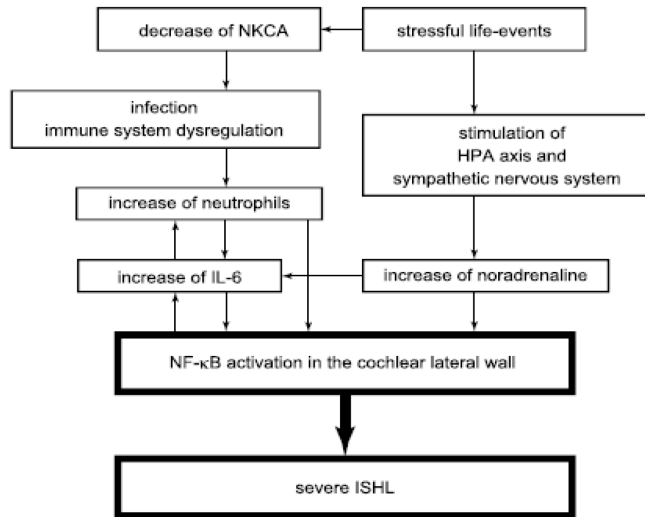 decrease of NKCA
stressful life-events
infection
immune system dysregulation
stimulation of
HPA axis and
sympathetic nervous system
increase of neutrophils
increase of IL-6
increase of noradrenaline
NF-κB activation in the cochlear lateral wall
severe ISHL